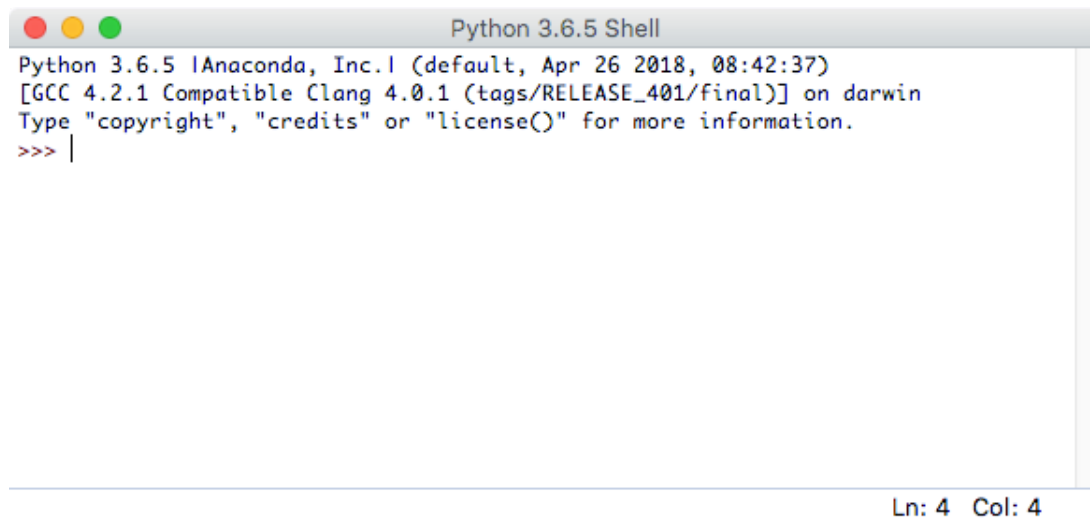 Python 3.6.5 Shell
Python 3.6.5 |Anaconda, Inc.| (default, Apr 26 2018, 08:42:37)
[GCC 4.2.1 Compatible Clang 4.0.1 (tags/RELEASE_401/final)] on darwin
Type "copyright", "credits" or "license()" for more information.
>>>
Ln: 4 Col: 4